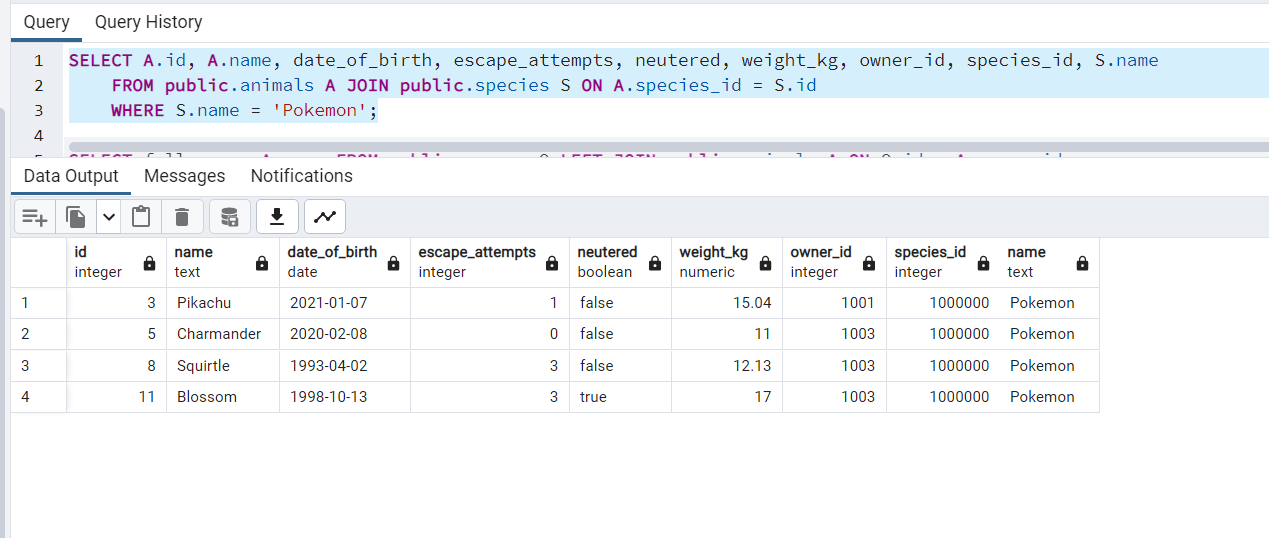 Query Query History
1 SELECT A.id, A.name, date_of_birth, escape_attempts, neutered, weight_kg, owner_id, species_id, S.name
2 FROM public.animals A JOIN public.species S ON A.species_id = S.id
3 WHERE S.name = 'Pokemon';
4
Data Output Messages Notifications
id name date_of_birth escape_attempts neutered weight_kg owner_id species_id name
integer text date integer boolean numeric integer integer text
1 3 Pikachu 2021-01-07 1 false 15.04 1001 1000000 Pokemon
2 5 Charmander 2020-02-08 0 false 11 1003 1000000 Pokemon
3 8 Squirtle 1993-04-02 3 false 12.13 1003 1000000 Pokemon
4 11 Blossom 1998-10-13 3 true 17 1003 1000000 Pokemon